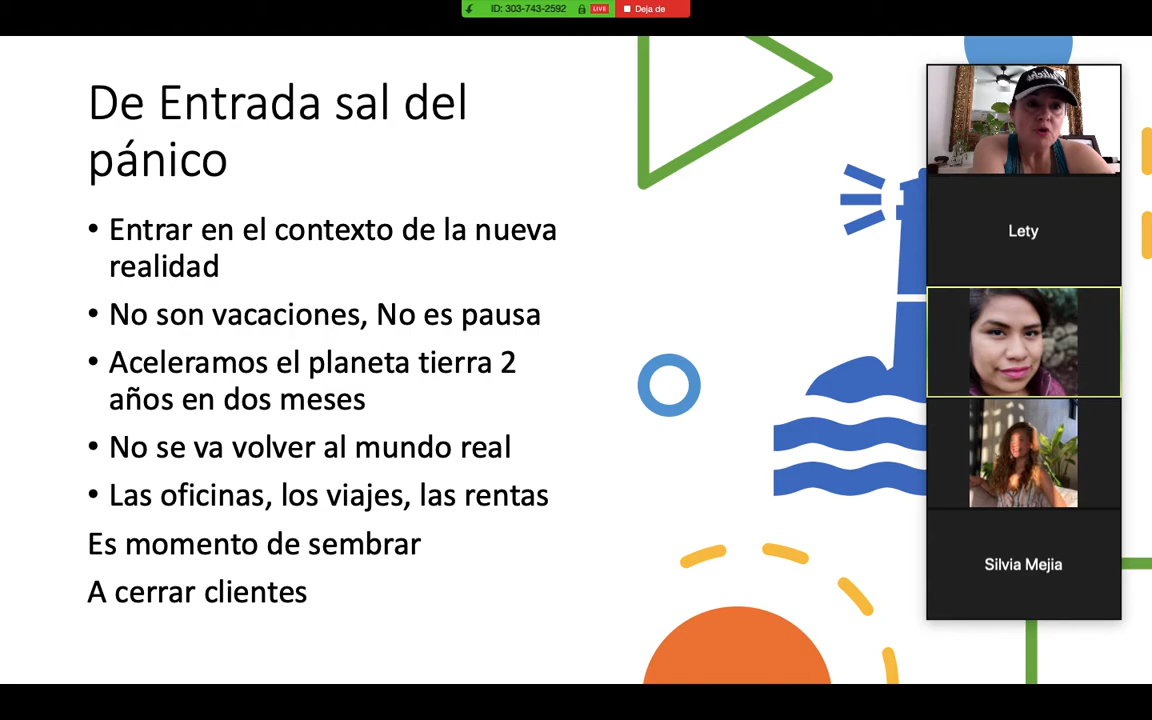 ID: 303-743-2592
LIVE
Deja de
De Entrada sal del
pánico
• Entrar en el contexto de la nueva
realidad
• No son vacaciones, No es pausa
• Aceleramos el planeta tierra 2
años en dos meses
• No se va volver al mundo real
• Las oficinas, los viajes, las rentas
Es momento de sembrar
A cerrar clientes
Lety
Silvia Mejia